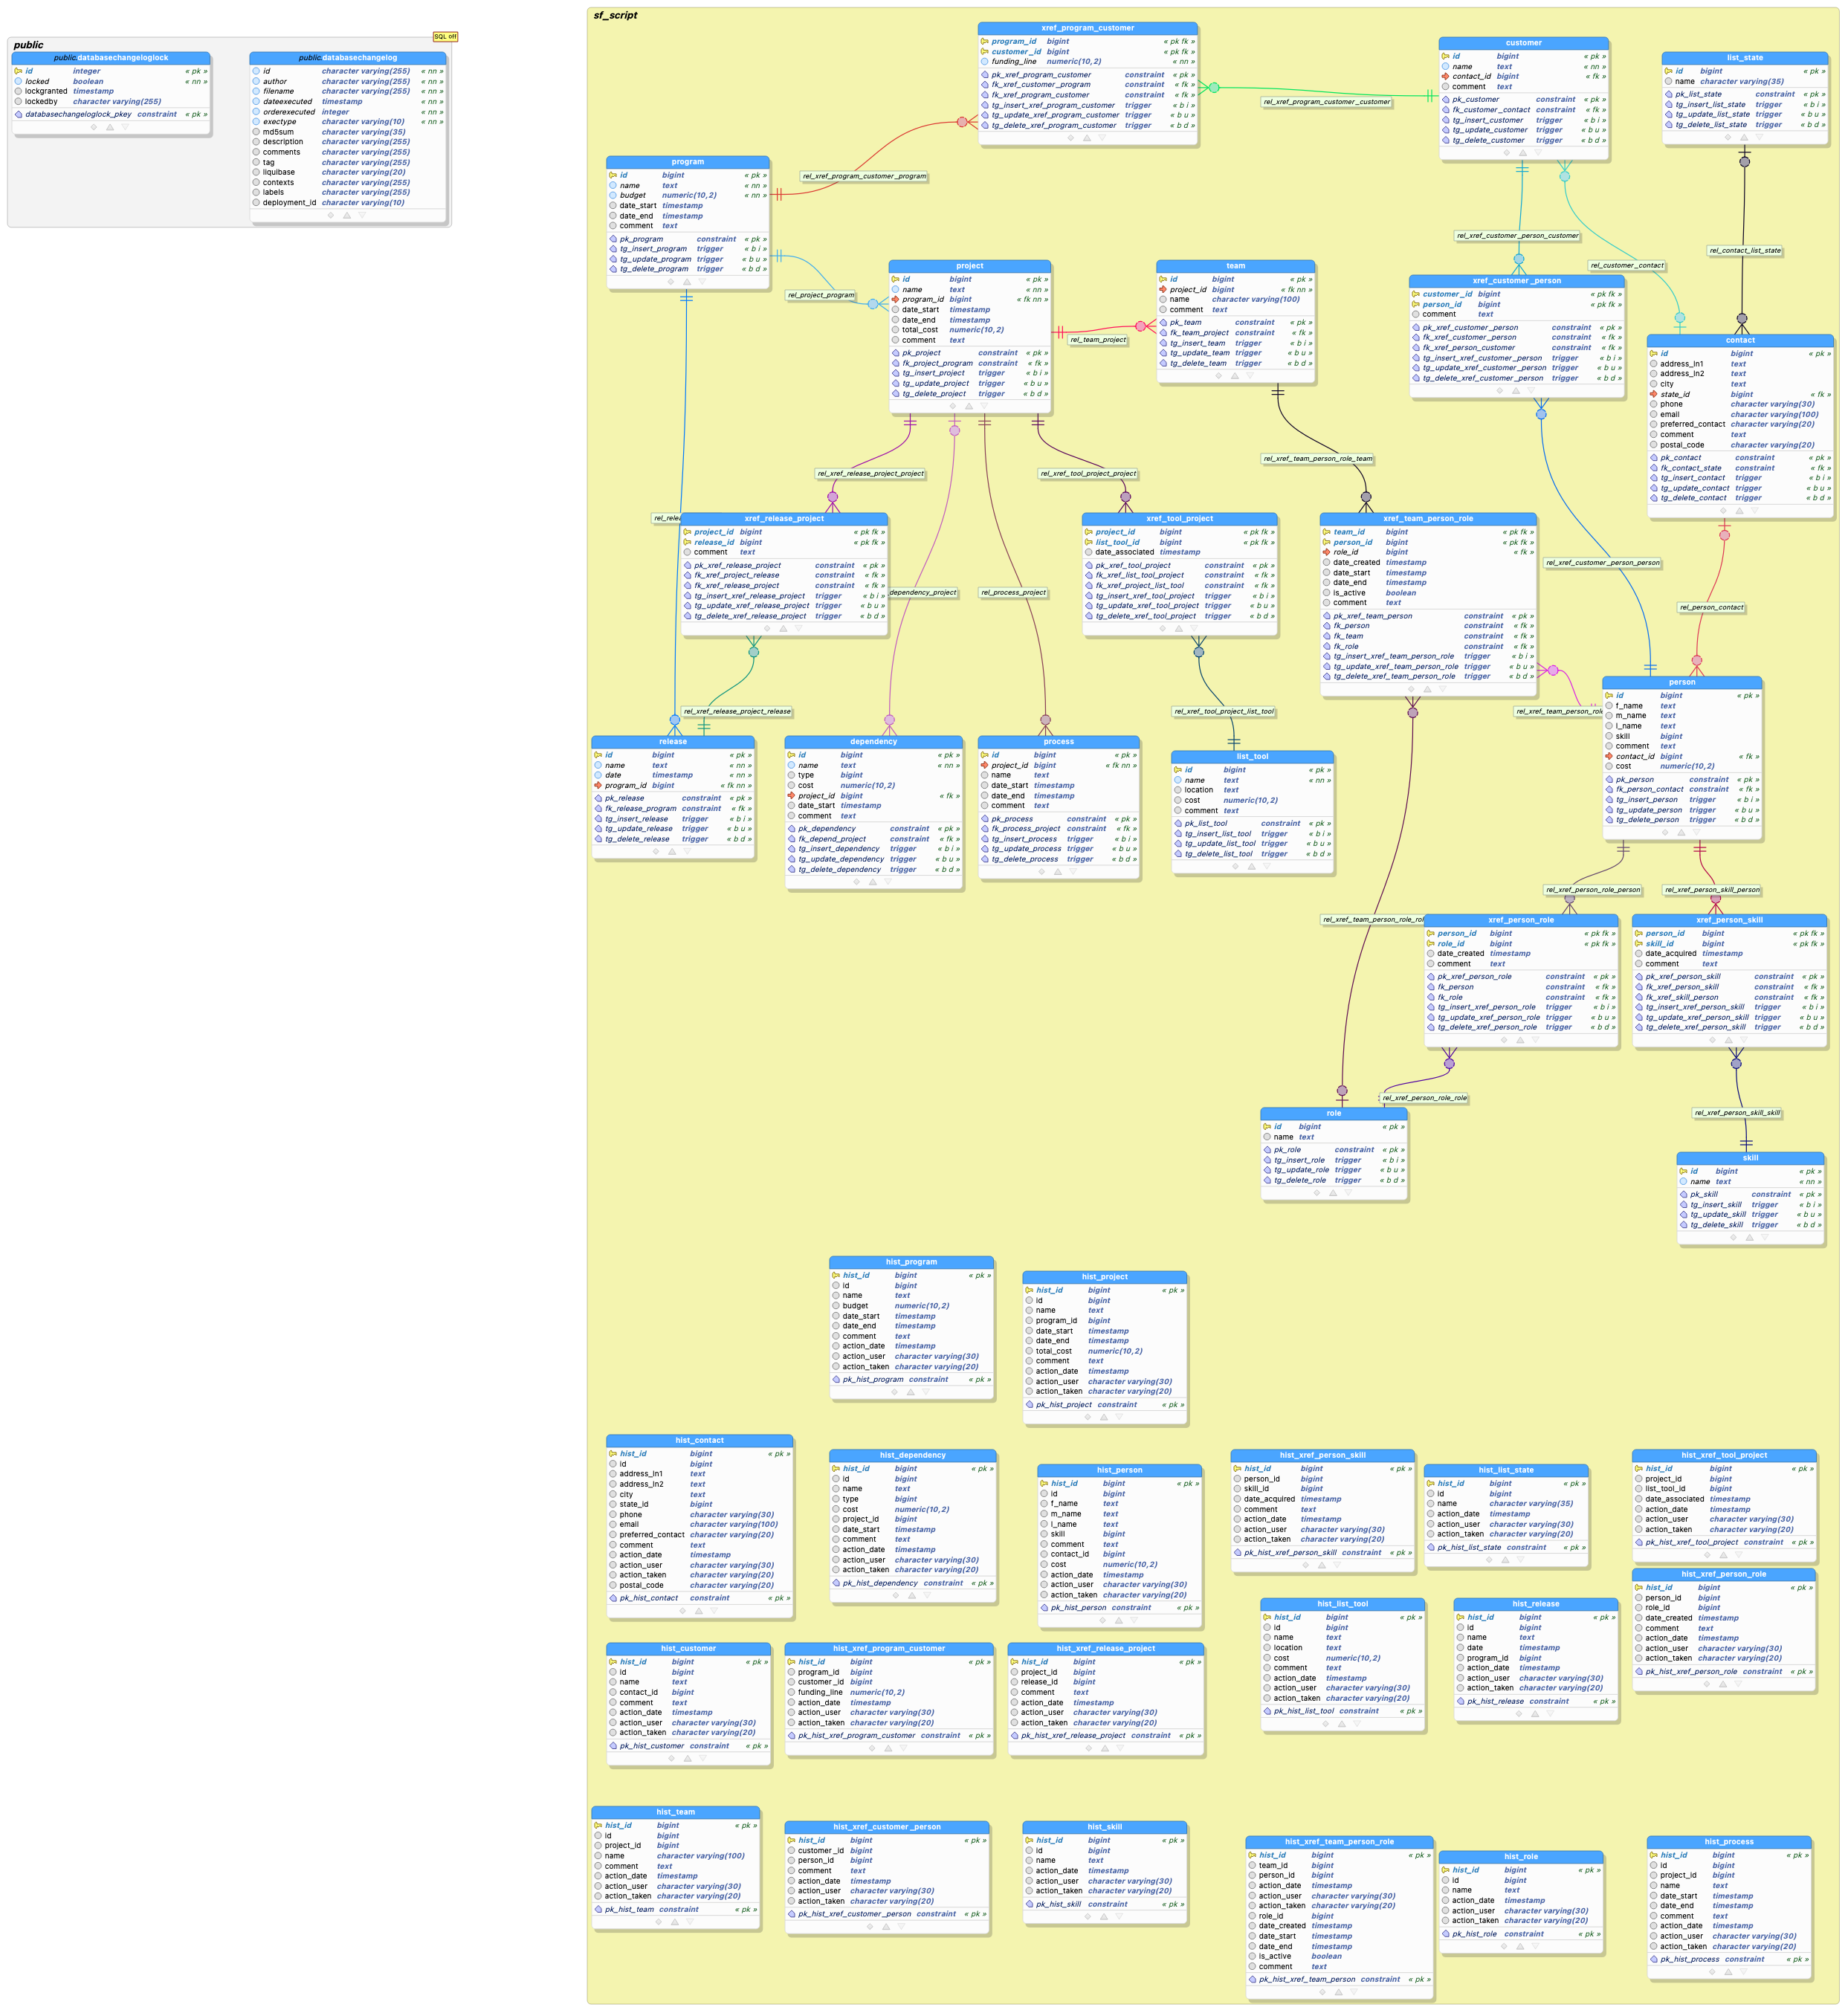 public
SQL off
public.databasechangeloglock
id integer « pk »
locked boolean « nn »
lockgranted timestamp
lockedby character varying(255)
databasechangeloglock_pkey constraint « pk »
public.databasechangelog
id character varying(255) « nn »
author character varying(255) « nn »
filename character varying(255) « nn »
dateexecuted timestamp « nn »
orderexecuted integer « nn »
exectype character varying(10) « nn »
md5sum character varying(35)
description character varying(255)
comments character varying(255)
tag character varying(255)
liquibase character varying(20)
contexts character varying(255)
labels character varying(255)
deployment_id character varying(10)
sf_script
xref_program_customer
program_id bigint « pk fk »
customer_id bigint « pk fk »
funding_line numeric(10,2) « nn »
pk_xref_program_customer constraint « pk »
fk_xref_customer_program constraint « fk »
fk_xref_program_customer constraint « fk »
tg_insert_xref_program_customer trigger « b i »
tg_update_xref_program_customer trigger « b u »
tg_delete_xref_program_customer trigger « b d »
customer
id bigint « pk »
name text « nn »
contact_id bigint « fk »
comment text
pk_customer constraint « pk »
fk_customer_contact constraint « fk »
tg_insert_customer trigger « b i »
tg_update_customer trigger « b u »
tg_delete_customer trigger « b d »
list_state
id bigint « pk »
name character varying(35)
pk_list_state constraint « pk »
tg_insert_list_state trigger « b i »
tg_update_list_state trigger « b u »
tg_delete_list_state trigger « b d »
rel_xref_program_customer_customer
rel_xref_program_customer_program
program
id bigint « pk »
name text « nn »
budget numeric(10,2) « nn »
date_start timestamp
date_end timestamp
comment text
pk_program constraint « pk »
tg_insert_program trigger « b i »
tg_update_program trigger « b u »
tg_delete_program trigger « b d »
rel_xref_customer_person_customer
rel_customer_contact
rel_contact_list_state
rel_project_program
project
id bigint « pk »
name text « nn »
program_id bigint « fk nn »
date_start timestamp
date_end timestamp
total_cost numeric(10,2)
comment text
pk_project constraint « pk »
fk_project_program constraint « fk »
tg_insert_project trigger « b i »
tg_update_project trigger « b u »
tg_delete_project trigger « b d »
rel_team_project
team
id bigint « pk »
project_id bigint « fk nn »
name character varying(100)
comment text
pk_team constraint « pk »
fk_team_project constraint « fk »
tg_insert_team trigger « b i »
tg_update_team trigger « b u »
tg_delete_team trigger « b d »
xref_customer_person
customer_id bigint « pk fk »
person_id bigint « pk fk »
comment text
pk_xref_customer_person constraint « pk »
fk_xref_customer_person constraint « fk »
fk_xref_person_customer constraint « fk »
tg_insert_xref_customer_person trigger « b i »
tg_update_xref_customer_person trigger « b u »
tg_delete_xref_customer_person trigger « b d »
contact
id bigint « pk »
address_ln1 text
address_ln2 text
city text
state_id bigint « fk »
phone character varying(30)
email character varying(100)
preferred_contact character varying(20)
comment text
postal_code character varying(20)
pk_contact constraint « pk »
fk_contact_state constraint « fk »
tg_insert_contact trigger « b i »
tg_update_contact trigger « b u »
tg_delete_contact trigger « b d »
rel_xref_release_project_project
rel_xref_tool_project_project
rel_xref_team_person_role_team
xref_release_project
project_id bigint « pk fk »
release_id bigint « pk fk »
comment text
pk_xref_release_project constraint « pk »
fk_xref_project_release constraint « fk »
fk_xref_release_project constraint « fk »
tg_insert_xref_release_project trigger « b i »
tg_update_xref_release_project trigger « b u »
tg_delete_xref_release_project trigger « b d »
dependency_project
rel_process_project
xref_tool_project
project_id bigint « pk fk »
list_tool_id bigint « pk fk »
date_associated timestamp
pk_xref_tool_project constraint « pk »
fk_xref_list_tool_project constraint « fk »
fk_xref_project_list_tool constraint « fk »
tg_insert_xref_tool_project trigger « b i »
tg_update_xref_tool_project trigger « b u »
tg_delete_xref_tool_project trigger « b d »
xref_team_person_role
team_id bigint « pk fk »
person_id bigint « pk fk »
role_id bigint « fk »
date_created timestamp
date_start timestamp
date_end timestamp
is_active boolean
comment text
pk_xref_team_person constraint « pk »
fk_person constraint « fk »
fk_team constraint « fk »
fk_role constraint « fk »
tg_insert_xref_team_person_role trigger « b i »
tg_update_xref_team_person_role trigger « b u »
tg_delete_xref_team_person_role trigger « b d »
rel_xref_customer_person_person
rel_person_contact
rel_xref_release_project_release
rel_xref_tool_project_list_tool
person
id bigint « pk »
f_name text
m_name text
l_name text
skill bigint
comment text
contact_id bigint « fk »
cost numeric(10,2)
pk_person constraint « pk »
fk_person_contact constraint « fk »
tg_insert_person trigger « b i »
tg_update_person trigger « b u »
tg_delete_person trigger « b d »
release
id bigint « pk »
name text « nn »
date timestamp « nn »
program_id bigint « fk nn »
pk_release constraint « pk »
fk_release_program constraint « fk »
tg_insert_release trigger « b i »
tg_update_release trigger « b u »
tg_delete_release trigger « b d »
dependency
id bigint « pk »
name text « nn »
type bigint
cost numeric(10,2)
project_id bigint « fk »
date_start timestamp
comment text
pk_dependency constraint « pk »
fk_depend_project constraint « fk »
tg_insert_dependency trigger « b i »
tg_update_dependency trigger « b u »
tg_delete_dependency trigger « b d »
process
id bigint « pk »
project_id bigint « fk nn »
name text
date_start timestamp
date_end timestamp
comment text
pk_process constraint « pk »
fk_process_project constraint « fk »
tg_insert_process trigger « b i »
tg_update_process trigger « b u »
tg_delete_process trigger « b d »
list_tool
id bigint « pk »
name text « nn »
location text
cost numeric(10,2)
comment text
pk_list_tool constraint « pk »
tg_insert_list_tool trigger « b i »
tg_update_list_tool trigger « b u »
tg_delete_list_tool trigger « b d »
rel_xref_person_role_person
rel_xref_person_skill_person
xref_person_role
person_id bigint « pk fk »
role_id bigint « pk fk »
date_created timestamp
comment text
pk_xref_person_role constraint « pk »
fk_person constraint « fk »
fk_role constraint « fk »
tg_insert_xref_person_role trigger « b i »
tg_update_xref_person_role trigger « b u »
tg_delete_xref_person_role trigger « b d »
xref_person_skill
person_id bigint « pk fk »
skill_id bigint « pk fk »
date_acquired timestamp
comment text
pk_xref_person_skill constraint « pk »
fk_xref_person_skill constraint « fk »
fk_xref_skill_person constraint « fk »
tg_insert_xref_person_skill trigger « b i »
tg_update_xref_person_skill trigger « b u »
tg_delete_xref_person_skill trigger « b d »
rel_xref_person_role_role
rel_xref_person_skill_skill
role
id bigint « pk »
name text
pk_role constraint « pk »
tg_insert_role trigger « b i »
tg_update_role trigger « b u »
tg_delete_role trigger « b d »
skill
id bigint « pk »
name text « nn »
pk_skill constraint « pk »
tg_insert_skill trigger « b i »
tg_update_skill trigger « b u »
tg_delete_skill trigger « b d »
hist_program
hist_id bigint « pk »
id bigint
name text
budget numeric(10,2)
date_start timestamp
date_end timestamp
comment text
action_date timestamp
action_user character varying(30)
action_taken character varying(20)
pk_hist_program constraint « pk »
hist_project
hist_id bigint « pk »
id bigint
name text
program_id bigint
date_start timestamp
date_end timestamp
total_cost numeric(10,2)
comment text
action_date timestamp
action_user character varying(30)
action_taken character varying(20)
pk_hist_project constraint « pk »
hist_contact
hist_id bigint « pk »
id bigint
address_ln1 text
address_ln2 text
city text
state_id bigint
phone character varying(30)
email character varying(100)
preferred_contact character varying(20)
comment text
action_date timestamp
action_user character varying(30)
action_taken character varying(20)
postal_code character varying(20)
pk_hist_contact constraint « pk »
hist_dependency
hist_id bigint « pk »
id bigint
name text
type bigint
cost numeric(10,2)
project_id bigint
date_start timestamp
comment text
action_date timestamp
action_user character varying(30)
action_taken character varying(20)
pk_hist_dependency constraint « pk »
hist_person
hist_id bigint « pk »
id bigint
f_name text
m_name text
l_name text
skill bigint
comment text
contact_id bigint
cost numeric(10,2)
action_date timestamp
action_user character varying(30)
action_taken character varying(20)
pk_hist_person constraint « pk »
hist_xref_person_skill
hist_id bigint « pk »
person_id bigint
skill_id bigint
date_acquired timestamp
comment text
action_date timestamp
action_user character varying(30)
action_taken character varying(20)
pk_hist_xref_person_skill constraint « pk »
hist_list_state
hist_id bigint « pk »
id bigint
name character varying(35)
action_date timestamp
action_user character varying(30)
action_taken character varying(20)
pk_hist_list_state constraint « pk »
hist_xref_tool_project
hist_id bigint « pk »
project_id bigint
list_tool_id bigint
date_associated timestamp
action_date timestamp
action_user character varying(30)
action_taken character varying(20)
pk_hist_xref_tool_project constraint « pk »
hist_xref_person_role
hist_id bigint « pk »
person_id bigint
role_id bigint
date_created timestamp
comment text
action_date timestamp
action_user character varying(30)
action_taken character varying(20)
pk_hist_xref_person_role constraint « pk »
hist_list_tool
hist_id bigint « pk »
id bigint
name text
location text
cost numeric(10,2)
comment text
action_date timestamp
action_user character varying(30)
action_taken character varying(20)
pk_hist_list_tool constraint « pk »
hist_release
hist_id bigint « pk »
id bigint
name text
date timestamp
program_id bigint
action_date timestamp
action_user character varying(30)
action_taken character varying(20)
pk_hist_release constraint « pk »
hist_customer
hist_id bigint « pk »
id bigint
name text
contact_id bigint
comment text
action_date timestamp
action_user character varying(30)
action_taken character varying(20)
pk_hist_customer constraint « pk »
hist_xref_program_customer
hist_id bigint « pk »
program_id bigint
customer_id bigint
funding_line numeric(10,2)
action_date timestamp
action_user character varying(30)
action_taken character varying(20)
pk_hist_xref_program_customer constraint « pk »
hist_xref_release_project
hist_id bigint « pk »
project_id bigint
release_id bigint
comment text
action_date timestamp
action_user character varying(30)
action_taken character varying(20)
pk_hist_xref_release_project constraint « pk »
hist_team
hist_id bigint « pk »
id bigint
project_id bigint
name character varying(100)
comment text
action_date timestamp
action_user character varying(30)
action_taken character varying(20)
pk_hist_team constraint « pk »
hist_xref_customer_person
hist_id bigint « pk »
customer_id bigint
person_id bigint
comment text
action_date timestamp
action_user character varying(30)
action_taken character varying(20)
pk_hist_xref_customer_person constraint « pk »
hist_skill
hist_id bigint « pk »
id bigint
name text
action_date timestamp
action_user character varying(30)
action_taken character varying(20)
pk_hist_skill constraint « pk »
hist_xref_team_person_role
hist_id bigint « pk »
team_id bigint
person_id bigint
action_date timestamp
action_user character varying(30)
action_taken character varying(20)
role_id bigint
date_created timestamp
date_start timestamp
date_end timestamp
is_active boolean
comment text
pk_hist_xref_team_person constraint « pk »
hist_role
hist_id bigint « pk »
id bigint
name text
action_date timestamp
action_user character varying(30)
action_taken character varying(20)
pk_hist_role constraint « pk »
hist_process
hist_id bigint « pk »
id bigint
project_id bigint
name text
date_start timestamp
date_end timestamp
comment text
action_date timestamp
action_user character varying(30)
action_taken character varying(20)
pk_hist_process constraint « pk »